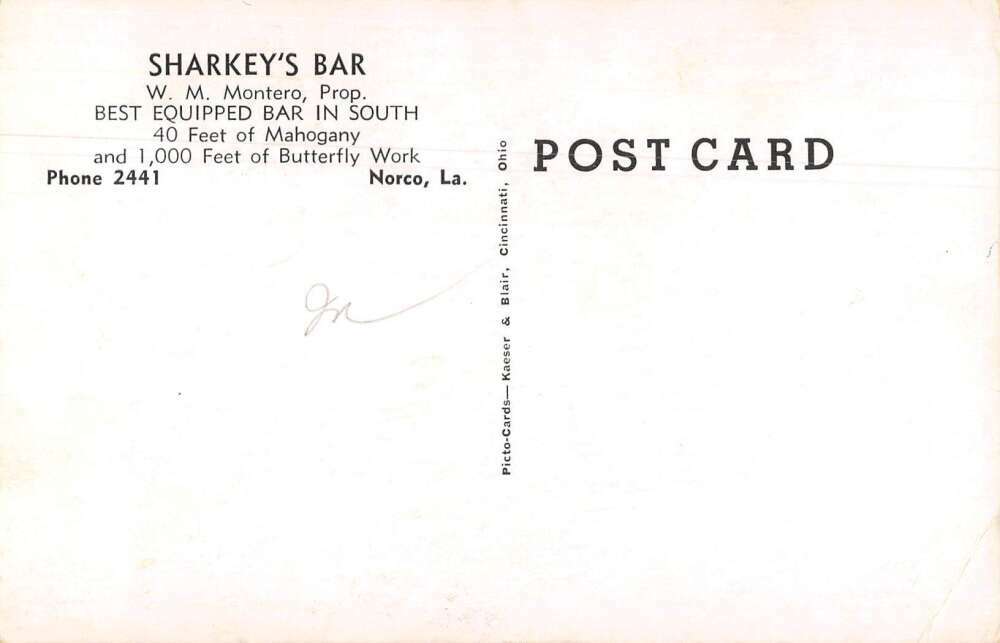 SHARKEY'S BAR
W. M. Montero, Prop.
BEST EQUIPPED BAR IN SOUTH
40 Feet of Mahogany
and 1,000 Feet of Butterfly Work
Phone 2441 Norco, La.
POST CARD
Picto-Cards—Kaeser & Blair, Cincinnati, Ohio